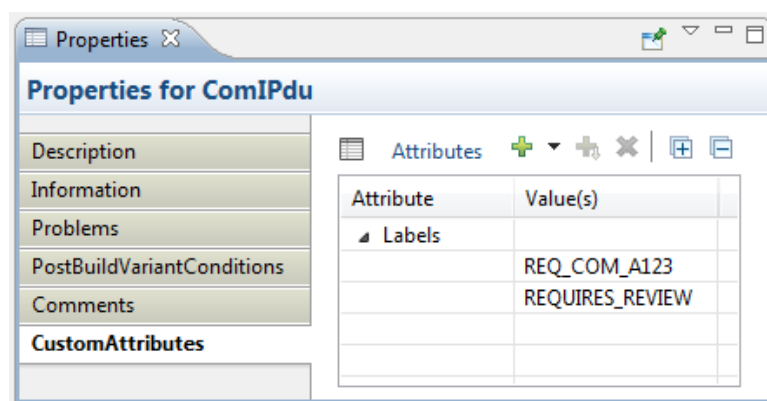 Properties
Properties for ComIPdu
Description
Information
Problems
PostBuildVariantConditions
Comments
CustomAttributes
Attributes
Attribute Value(s)
Labels
REQ_COM_A123
REQUIRES_REVIEW